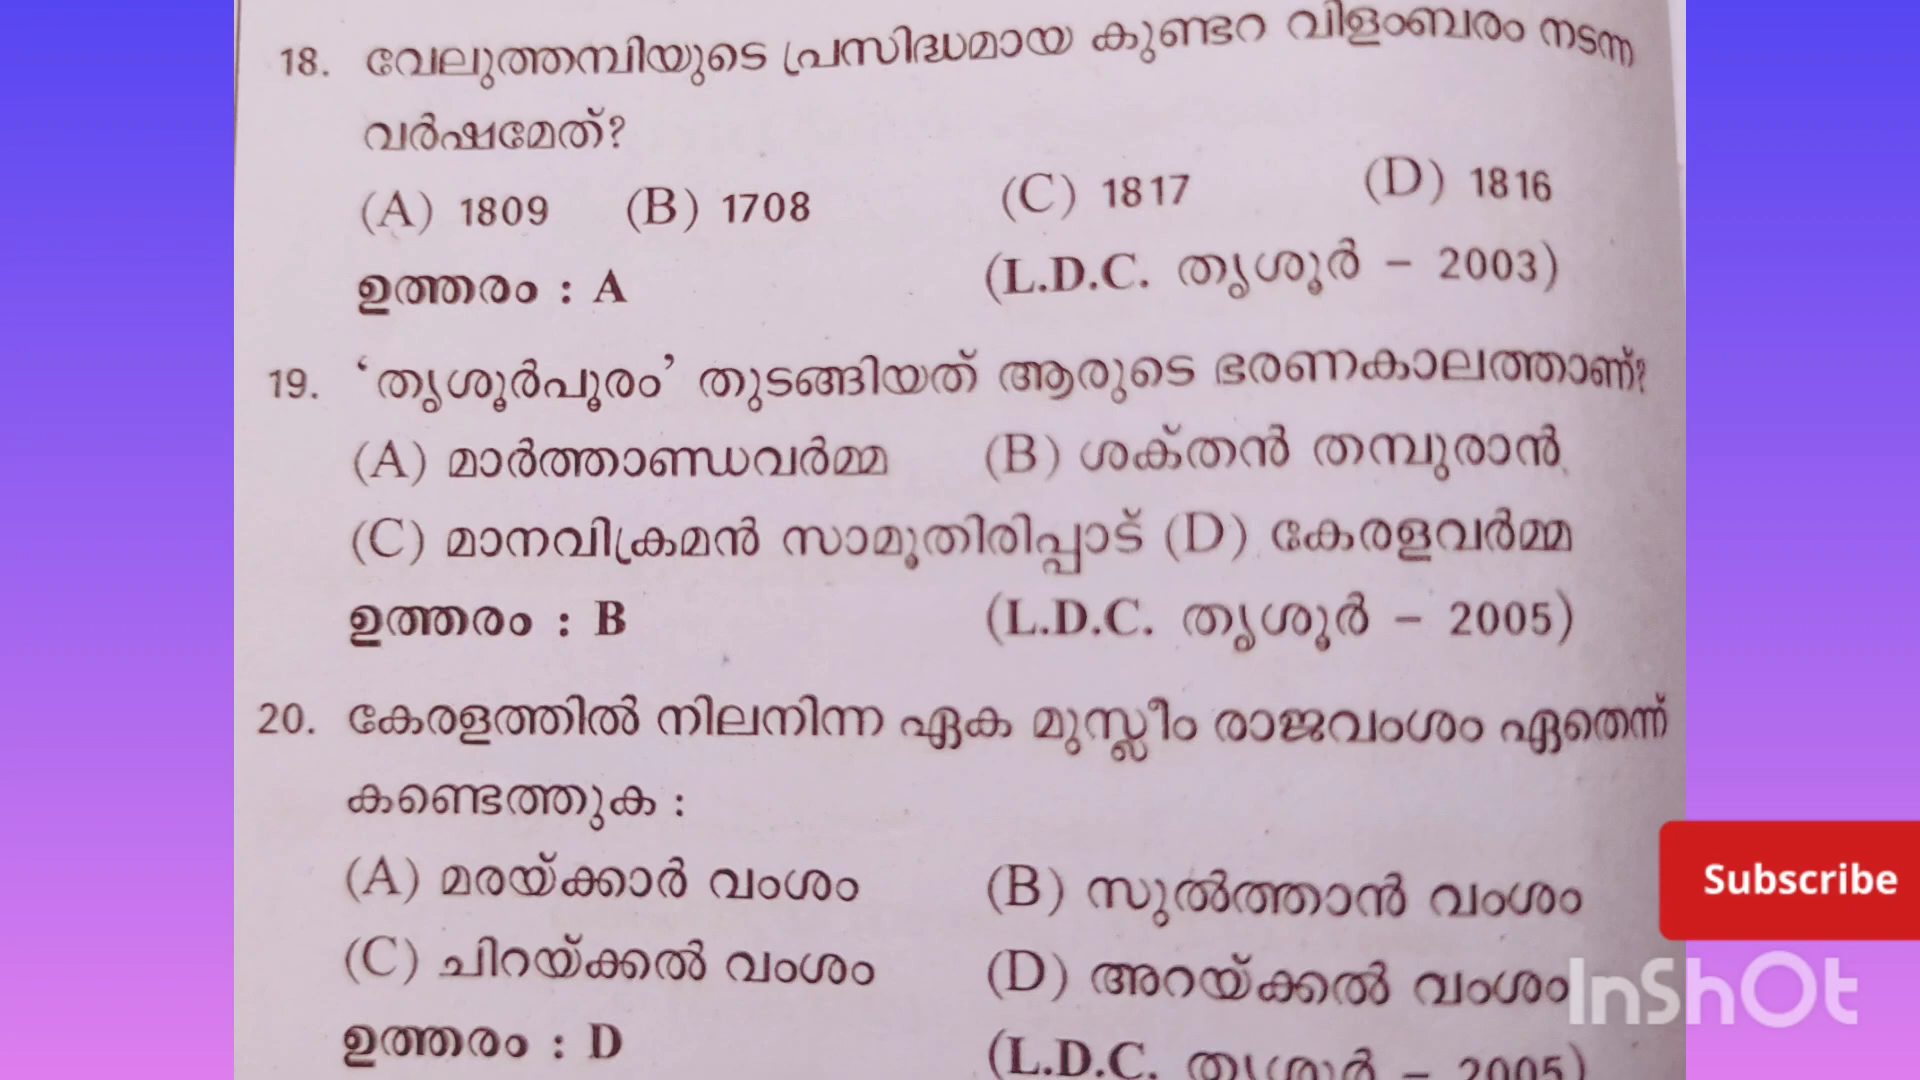 18. വേലുത്തമ്പിയുടെ പ്രസിദ്ധമായ കുണ്ടറ വിളംബരം നടന്ന
വർഷമേത്?
(A) 1809 (B) 1708 (C) 1817 (D) 1816
ഉത്തരം : A (L.D.C. തൃശൂർ – 2003)
19. ‘തൃശൂർപൂരം’ തുടങ്ങിയത് ആരുടെ ഭരണകാലത്താണ്?
(A) മാർത്താണ്ഡവർമ്മ (B) ശക്തൻ തമ്പുരാൻ
(C) മാനവിക്രമൻ സാമൂതിരിപ്പാട് (D) കേരളവർമ്മ
ഉത്തരം : B (L.D.C. തൃശൂർ – 2005)
20. കേരളത്തിൽ നിലനിന്ന ഏക മുസ്ലീം രാജവംശം ഏതെന്ന്
കണ്ടെത്തുക :
(A) മരയ്ക്കാർ വംശം (B) സുൽത്താൻ വംശം
(C) ചിറയ്ക്കൽ വംശം (D) അറയ്ക്കൽ വംശം
ഉത്തരം : D (L.D.C. തൃശൂർ – 2005)
Subscribe
InShOt